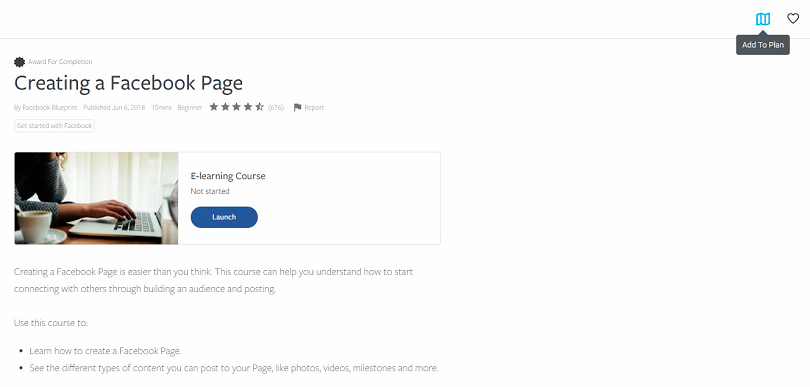 Add To Plan
Award For Completion
Creating a Facebook Page
By Facebook Blueprint Published Jun 6, 2018 15mins Beginner (676) Report
Get started with Facebook
E-learning Course
Not started
Launch
Creating a Facebook Page is easier than you think. This course can help you understand how to start
connecting with others through building an audience and posting.
Use this course to:
• Learn how to create a Facebook Page.
• See the different types of content you can post to your Page, like photos, videos, milestones and more.